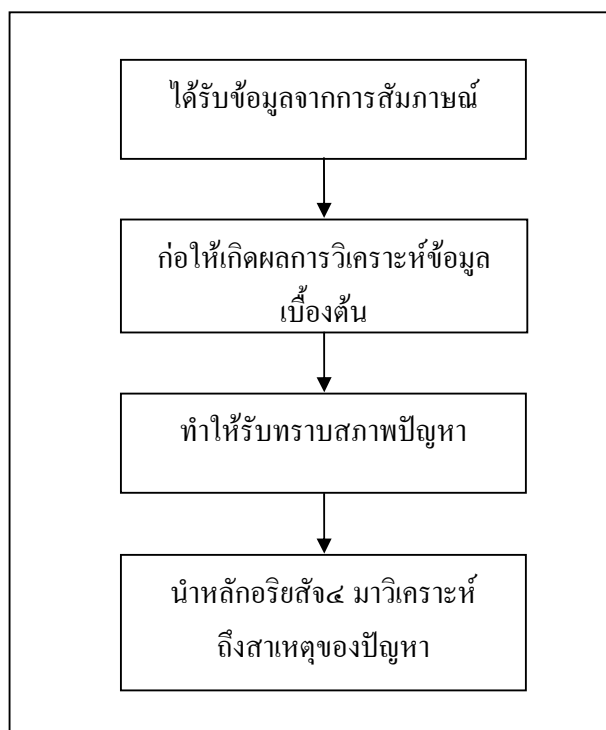 ได้รับข้อมูลจากการสัมภาษณ์
ก่อให้เกิดผลการวิเคราะห์ข้อมูล
เบื้องต้น
ทำให้รับทราบสภาพปัญหา
นำหลักอริยสัจ๔ มาวิเคราะห์
ถึงสาเหตุของปัญหา